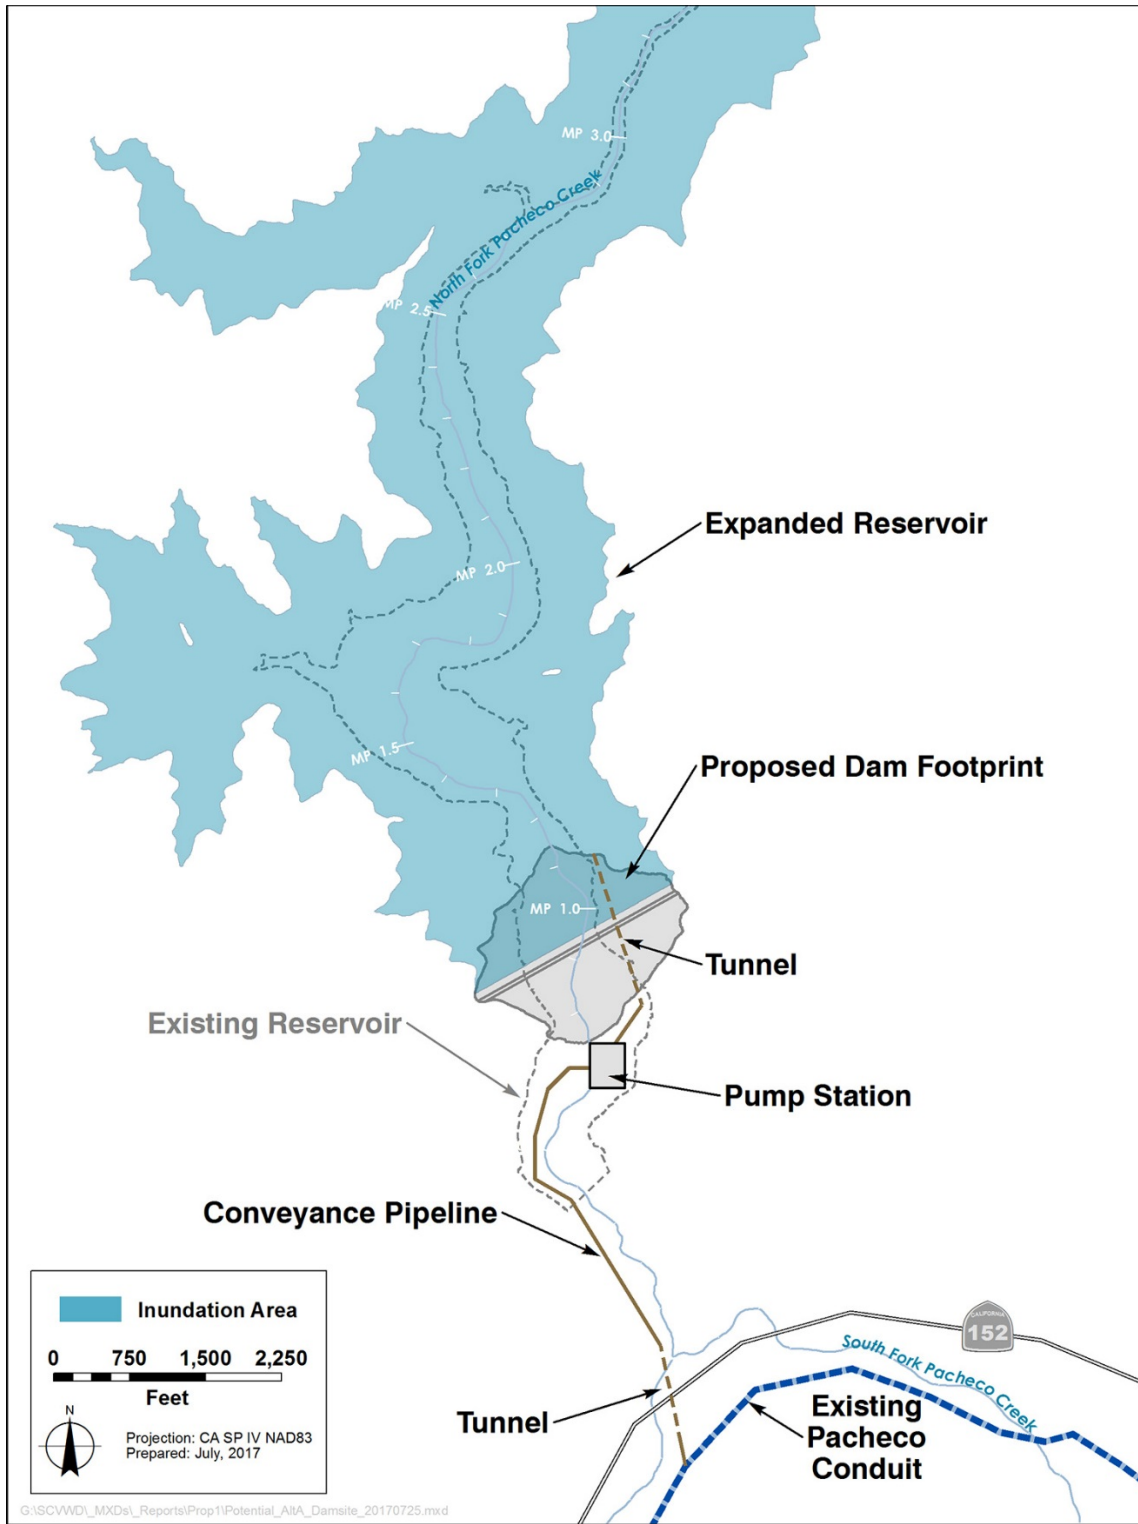 MP 3.0
North Fork Pacheco Creek
MP 2.5
Expanded Reservoir
MP 2.0
MP 1.5
Proposed Dam Footprint
MP 1.0
Tunnel
Existing Reservoir
Pump Station
Conveyance Pipeline
Inundation Area
0 750 1,500 2,250
Feet
N
Projection: CA SP IV NAD83
Prepared: July, 2017
CALIFORNIA
152
South Fork Pacheco Creek
Tunnel
Existing
Pacheco
Conduit
G:\SCVWD\_MXDs\_Reports\Prop1\Potential_AltA_Damsite_20170725.mxd